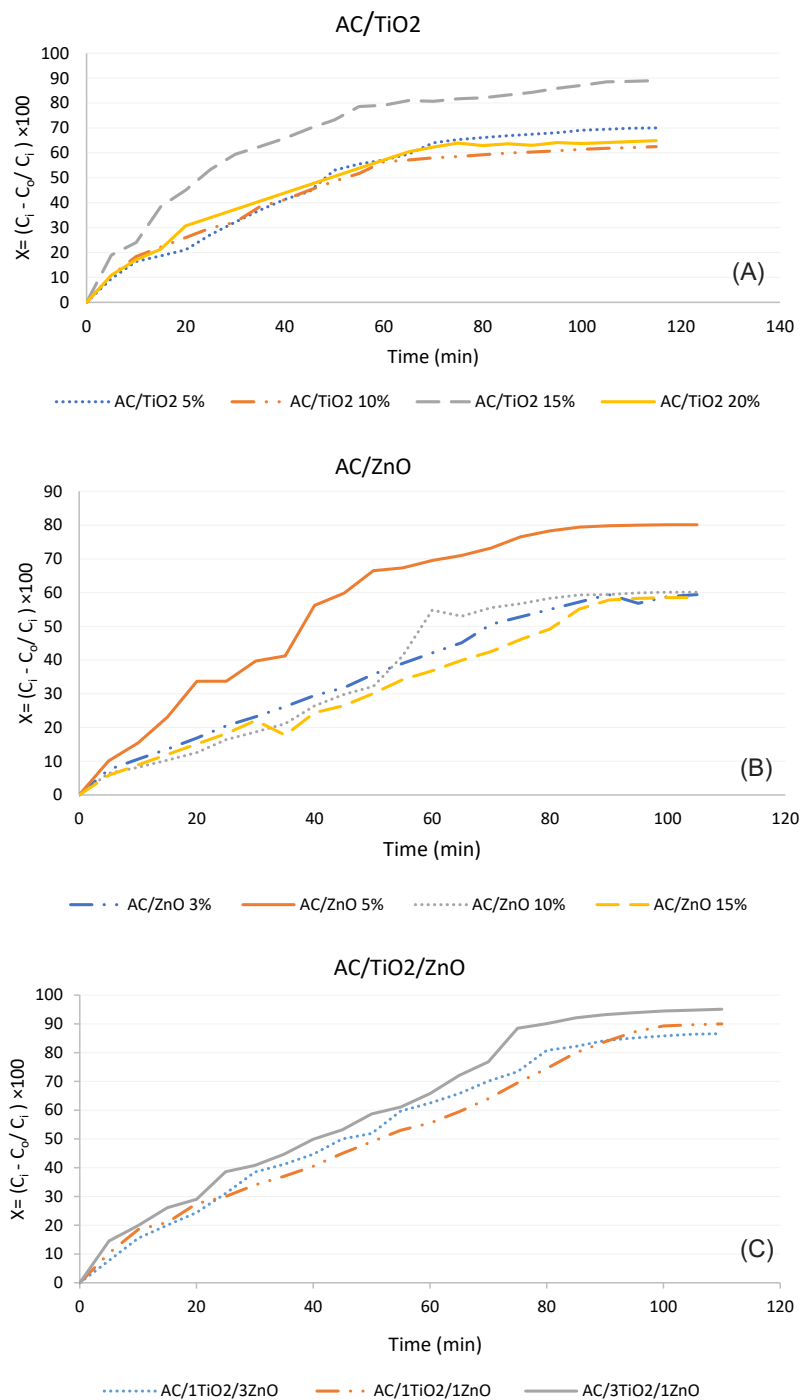 AC/TiO2
100
90
80
70
60
50
40
30
20
10
0
X= (Ci - Co/ Ci ) ×100
0 20 40 60 80 100 120 140
(A)
Time (min)
AC/TiO2 5% AC/TiO2 10% AC/TiO2 15% AC/TiO2 20%
AC/ZnO
90
80
70
60
50
40
30
20
10
0
X= (Ci - Co/ Ci ) ×100
0 20 40 60 80 100 120
(B)
Time (min)
AC/ZnO 3% AC/ZnO 5% AC/ZnO 10% AC/ZnO 15%
AC/TiO2/ZnO
100
90
80
70
60
50
40
30
20
10
0
X= (Ci - Co/ Ci ) ×100
0 20 40 60 80 100 120
(C)
Time (min)
AC/1TiO2/3ZnO AC/1TiO2/1ZnO AC/3TiO2/1ZnO